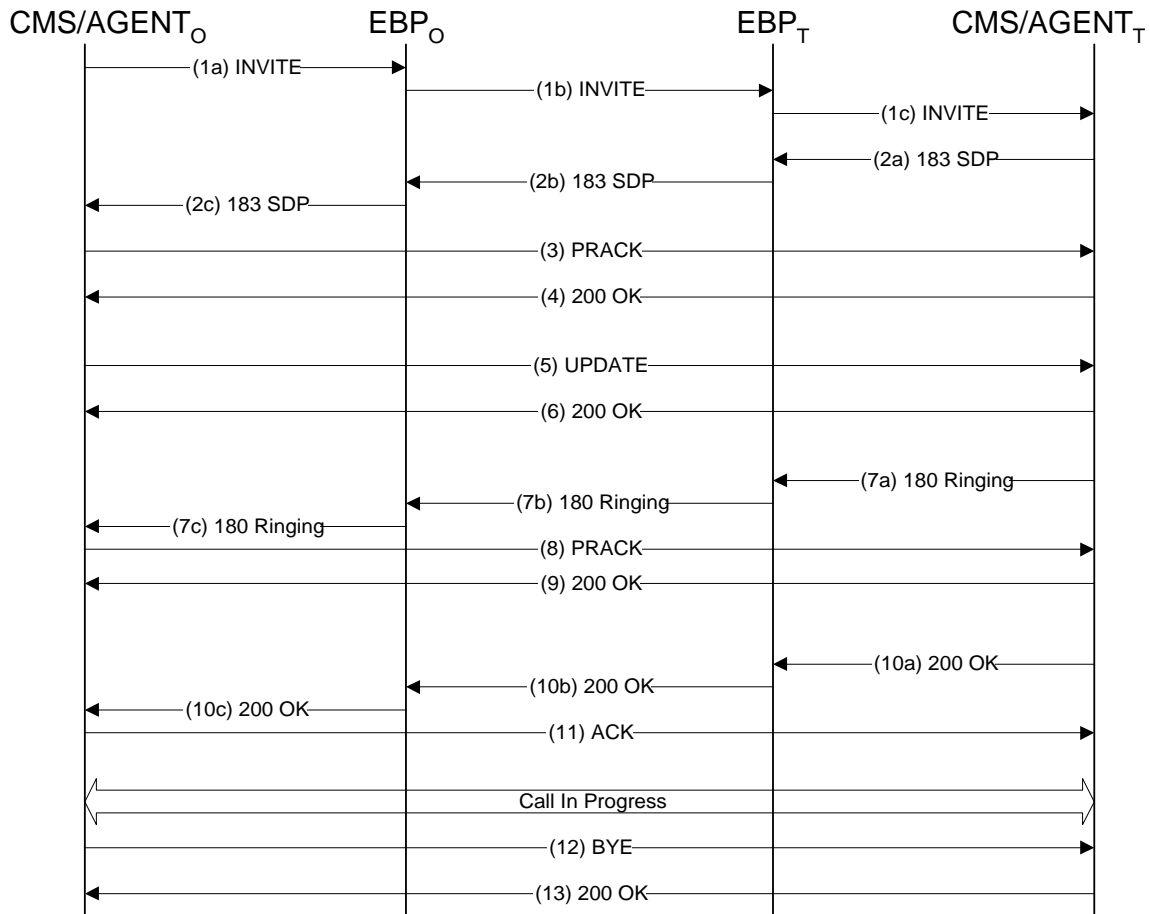 CMS/AGENTO EBPO EBPT CMS/AGENTT
(1a) INVITE
(1b) INVITE
(1c) INVITE
(2a) 183 SDP
(2b) 183 SDP
(2c) 183 SDP
(3) PRACK
(4) 200 OK
(5) UPDATE
(6) 200 OK
(7a) 180 Ringing
(7b) 180 Ringing
(7c) 180 Ringing
(8) PRACK
(9) 200 OK
(10a) 200 OK
(10b) 200 OK
(10c) 200 OK
(11) ACK
Call In Progress
(12) BYE
(13) 200 OK